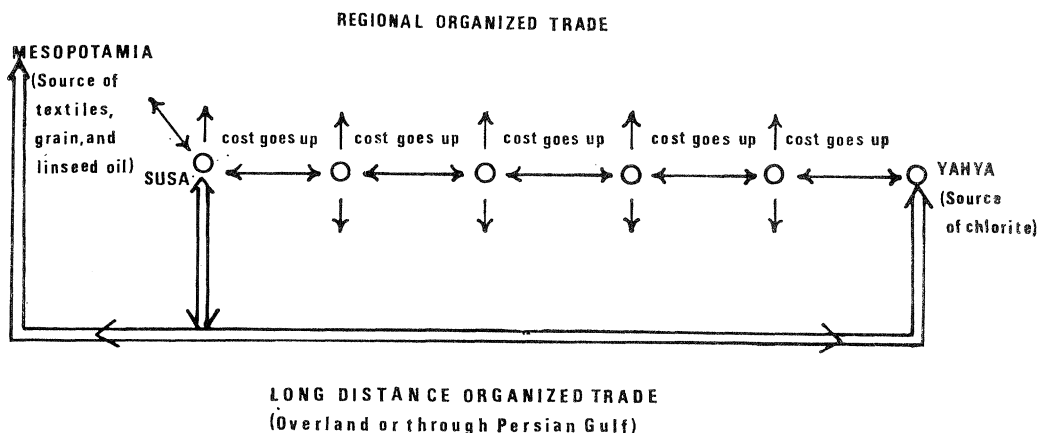 REGIONAL ORGANIZED TRADE
MESOPOTAMIA
(Source of
textiles,
grain,and
linseed oil)
SUSA
cost goes up cost goes up cost goes up cost goes up cost goes up
YAHYA
(Source
of chlorite)
LONG DISTANCE ORGANIZED TRADE
(Overland or through Persian Gulf)